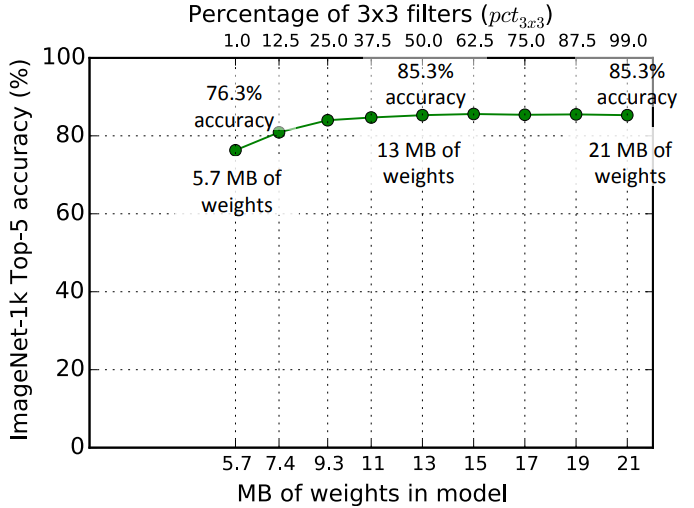 Percentage of 3x3 filters (pct3x3)
1.0 12.5 25.0 37.5 50.0 62.5 75.0 87.5 99.0
ImageNet-1k Top-5 accuracy (%)
100
80
60
40
20
0
76.3%
accuracy
5.7 MB of
weights
85.3%
accuracy
13 MB of
weights
85.3%
accuracy
21 MB of
weights
5.7 7.4 9.3 11 13 15 17 19 21
MB of weights in model